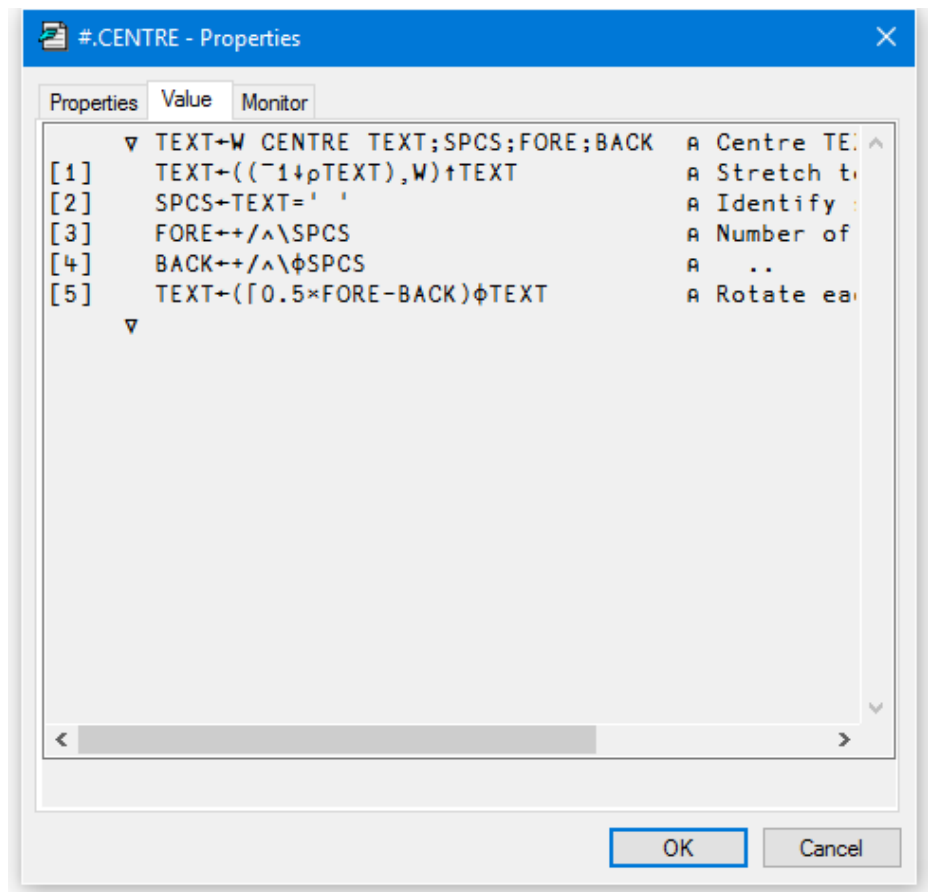 #.CENTRE - Properties
Properties Value Monitor
∇ TEXT←W CENTRE TEXT;SPCS;FORE;BACK ⍝ Centre
[1] TEXT←((¯1↓⍴TEXT),W)↑TEXT ⍝ Stretch
[2] SPCS←TEXT=' ' ⍝ Identify
[3] FORE←+/∧\SPCS ⍝ Number of
[4] BACK←+/∧\⌽SPCS ⍝ ..
[5] TEXT←(⌈0.5×FORE-BACK)⌽TEXT ⍝ Rotate
∇
OK Cancel